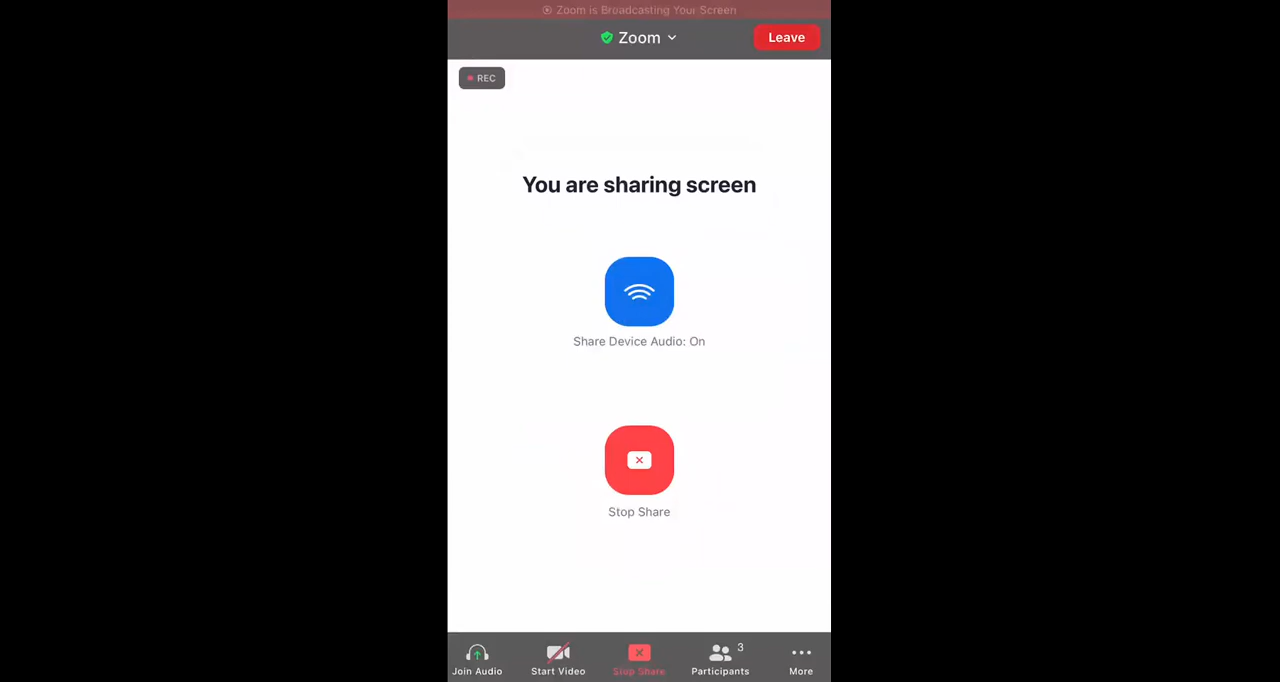 Zoom is Broadcasting Your Screen
Zoom
Leave
REC
You are sharing screen
Share Device Audio: On
Stop Share
3
Join Audio
Start Video
Stop Share
Participants
More